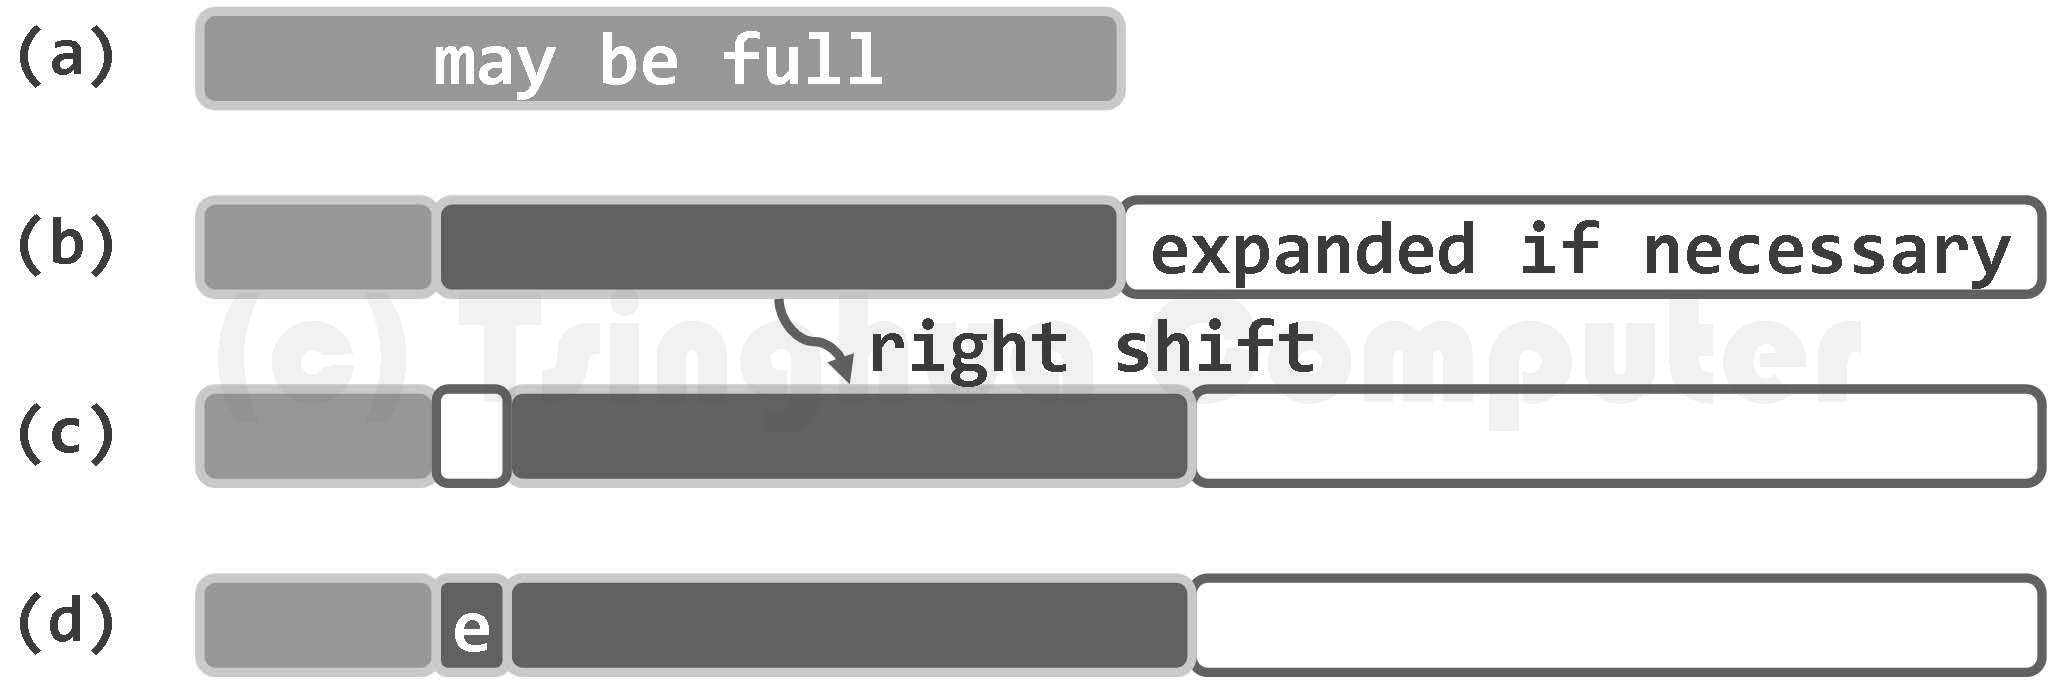 (a) may be full
(b) expanded if necessary
right shift
(c) Tsinghua Computer
(c)
(d) e